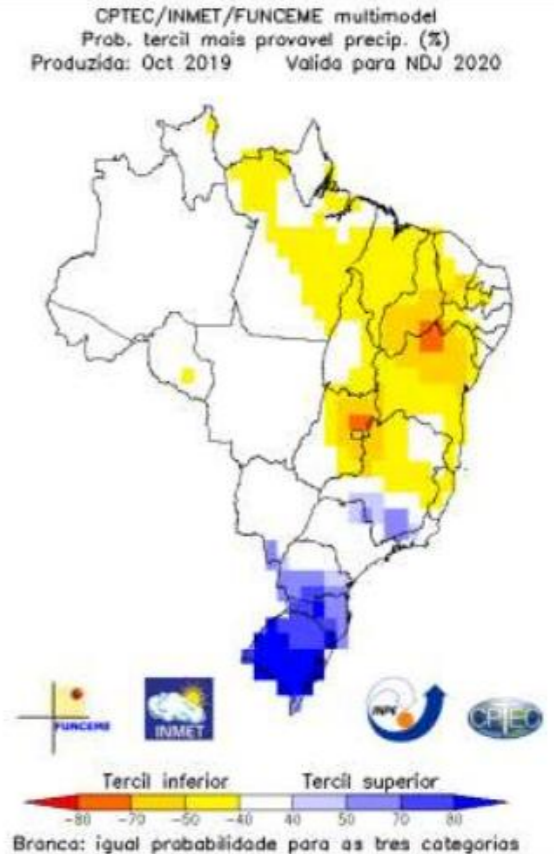 CPTEC/INMET/FUNCEME multimodel
Prob. tercil mais provavel precip. (%)
Produzida: Oct 2019 Valida para NDJ 2020
FUNCEME
INMET
INPE
CPTEC
Tercil inferior Tercil superior
-80 -70 -50 -40 40 50 70 80
Branca: igual probabilidade para as tres categorias